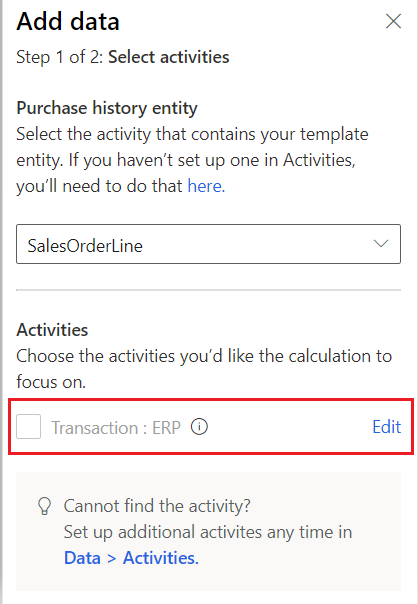 Add data
Step 1 of 2: Select activities
Purchase history entity
Select the activity that contains your template
entity. If you haven't set up one in Activities,
you'll need to do that here.
SalesOrderLine
Activities
Choose the activities you'd like the calculation to
focus on.
Transaction : ERP Edit
Cannot find the activity?
Set up additional activites any time in
Data > Activities.